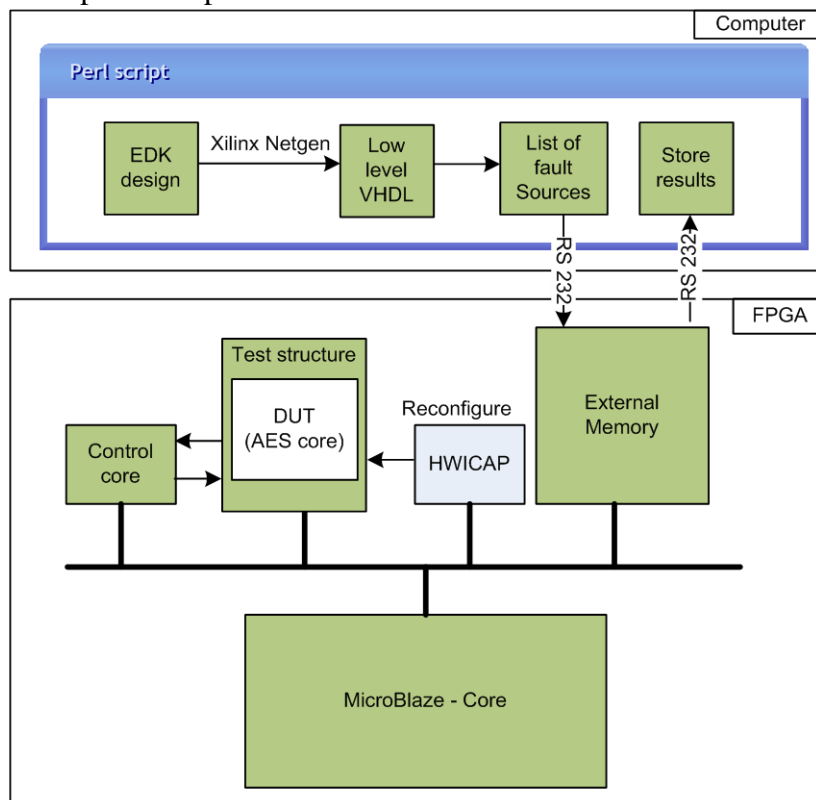 Computer
Perl script
EDK
design
Xilinx Netgen
Low
level
VHDL
List of
fault
Sources
Store
results
RS 232
RS 232
FPGA
Test structure
DUT
(AES core)
Control
core
Reconfigure
HWICAP
External
Memory
MicroBlaze - Core